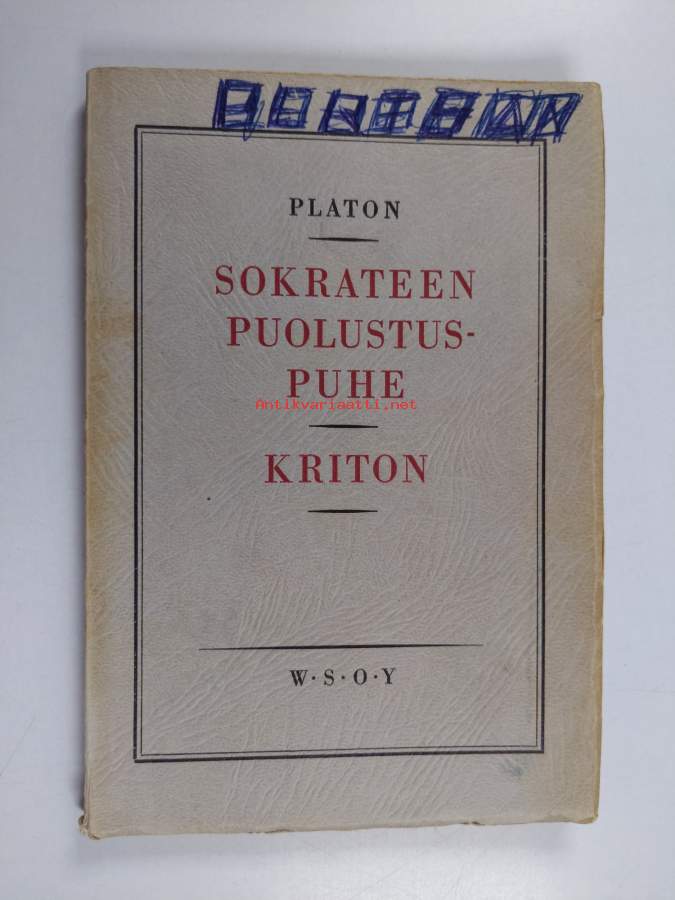 PLATON
SOKRATEEN
PUOLUSTUS-
PUHE
Antikvariaatti.net
KRITON
W·S·O·Y